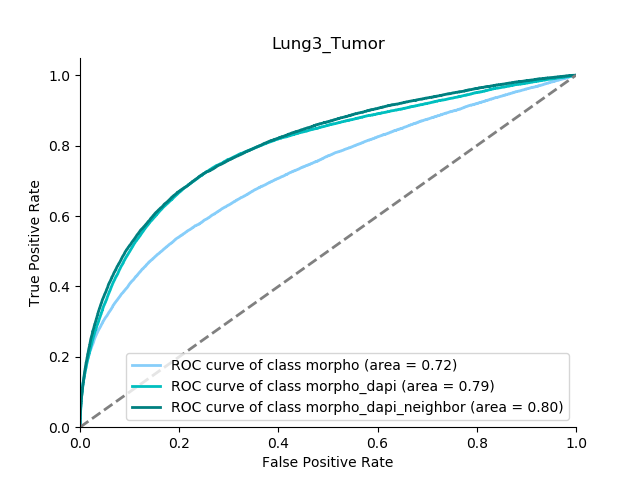 Lung3_Tumor
True Positive Rate
1.0
0.8
0.6
0.4
0.2
0.0
ROC curve of class morpho (area = 0.72)
ROC curve of class morpho_dapi (area = 0.79)
ROC curve of class morpho_dapi_neighbor (area = 0.80)
0.0 0.2 0.4 0.6 0.8 1.0
False Positive Rate